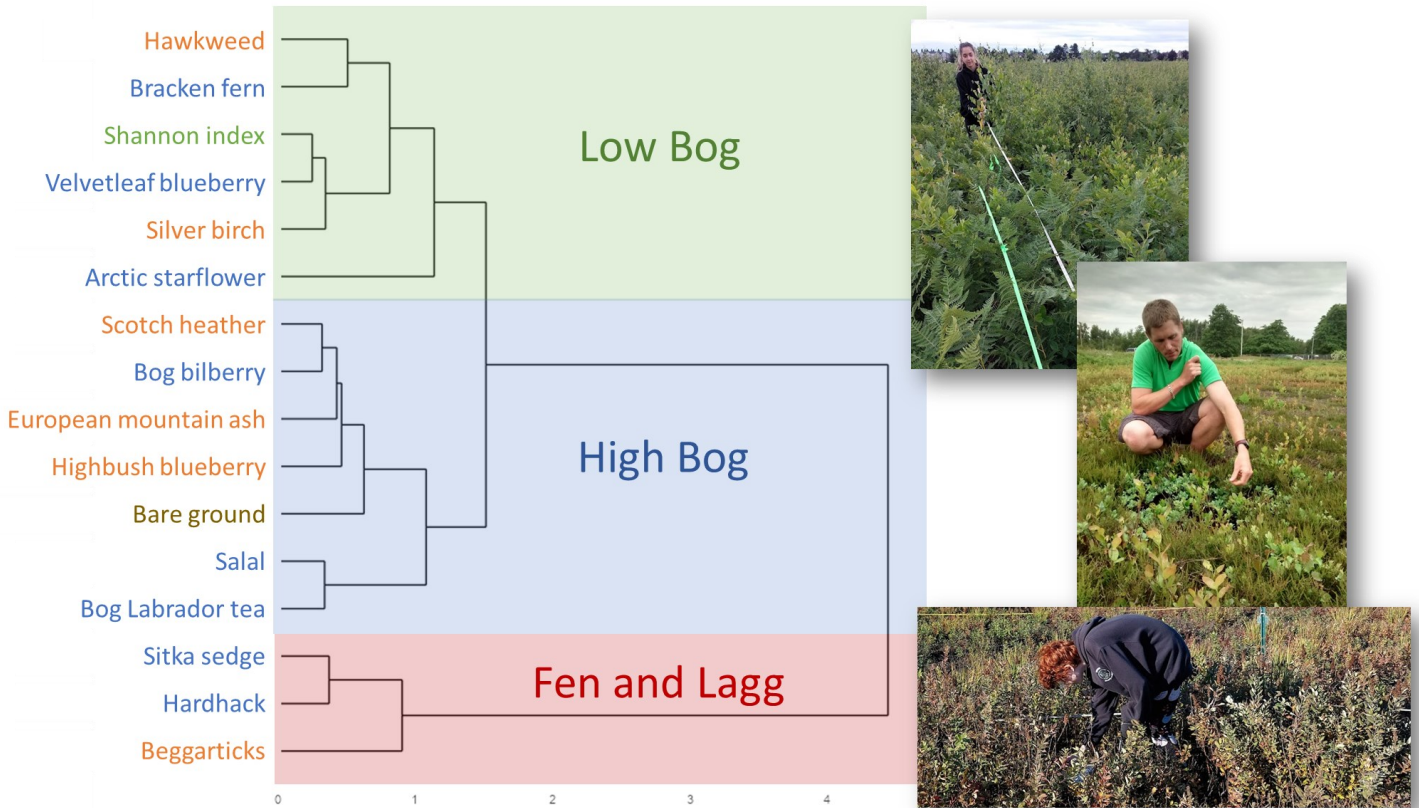 Hawkweed
Bracken fern
Shannon index
Velvetleaf blueberry
Silver birch
Arctic starflower
Low Bog
Scotch heather
Bog bilberry
European mountain ash
Highbush blueberry
Bare ground
Salal
Bog Labrador tea
High Bog
Sitka sedge
Hardhack
Beggarticks
Fen and Lagg
0 1 2 3 4